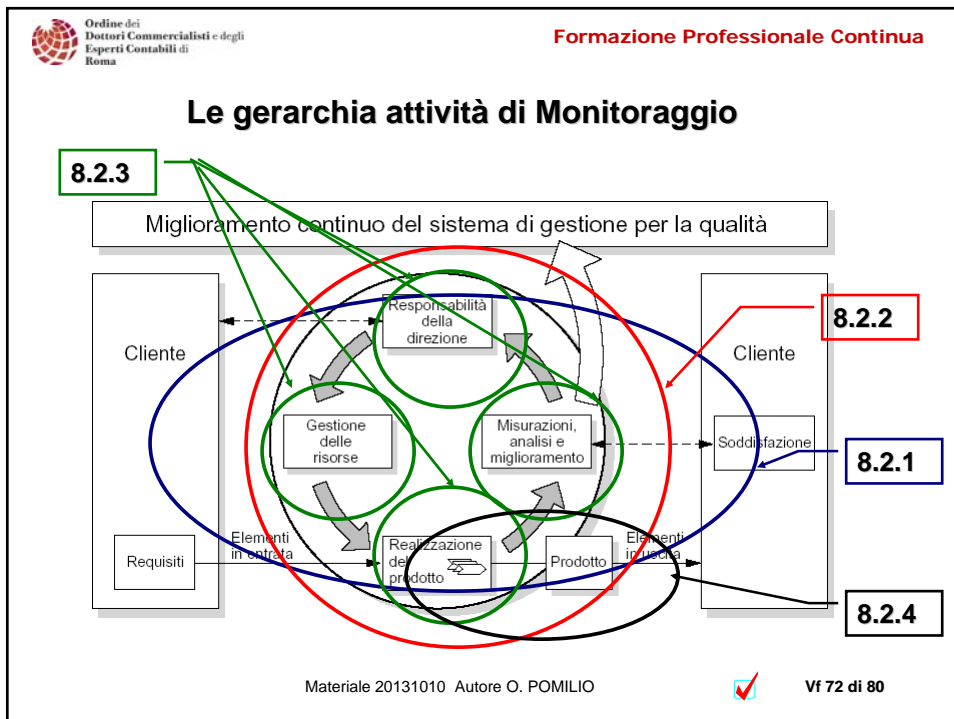 Ordine dei
Dottori Commercialisti e degli
Esperti Contabili di
Roma
Formazione Professionale Continua
Le gerarchia attività di Monitoraggio
8.2.3
Miglioramento continuo del sistema di gestione per la qualità
Responsabilità
della
direzione
8.2.2
Cliente
Cliente
Gestione
delle
risorse
Misurazioni,
analisi e
miglioramento
Soddisfazione
8.2.1
Elementi
in entrata
Requisiti
Realizzazione
del
prodotto
Prodotto
Elementi
in uscita
8.2.4
Materiale 20131010 Autore O. POMILIO
Vf 72 di 80